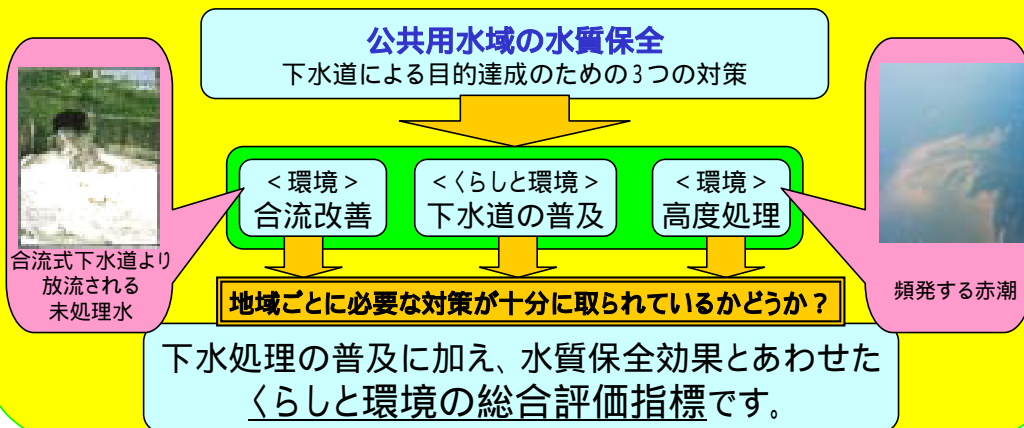 公共用水域の水質保全
下水道による目的達成のための3つの対策
<環境>
合流改善
<くらしと環境>
下水道の普及
<環境>
高度処理
合流式下水道より
放流される
未処理水
頻発する赤潮
地域ごとに必要な対策が十分に取られているかどうか?
下水処理の普及に加え、水質保全効果とあわせた
くらしと環境の総合評価指標です。